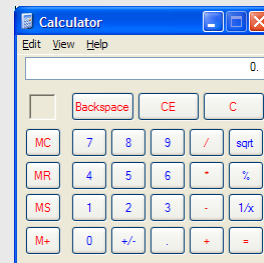 Calculator
Edit View Help
0.
Backspace CE C
MC 7 8 9 / sqrt
MR 4 5 6 * %
MS 1 2 3 - 1/x
M+ 0 +/- . + =